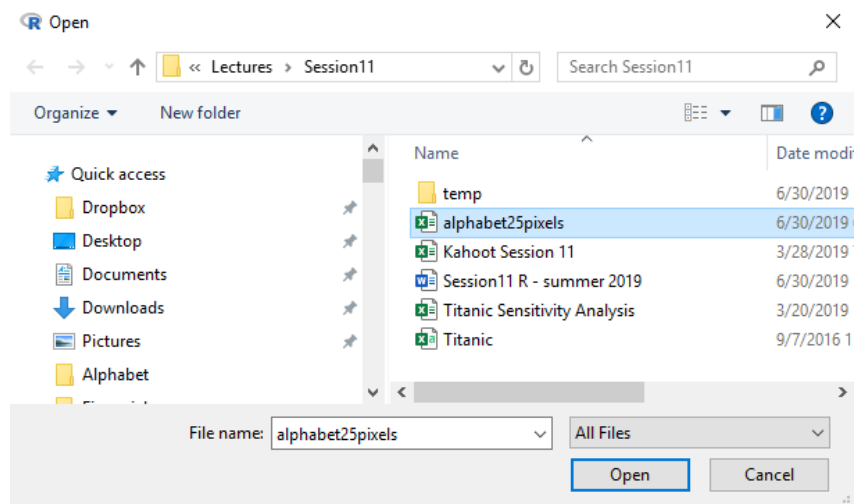 Open
« Lectures > Session11
Search Session11
Organize
New folder
Name
Date modif
Quick access
Dropbox
Desktop
Documents
Downloads
Pictures
Alphabet
temp
6/30/2019
alphabet25pixels
6/30/2019
Kahoot Session 11
3/28/2019
Session11 R - summer 2019
6/30/2019
Titanic Sensitivity Analysis
3/20/2019
Titanic
9/7/2016 1
File name: alphabet25pixels
All Files
Open
Cancel